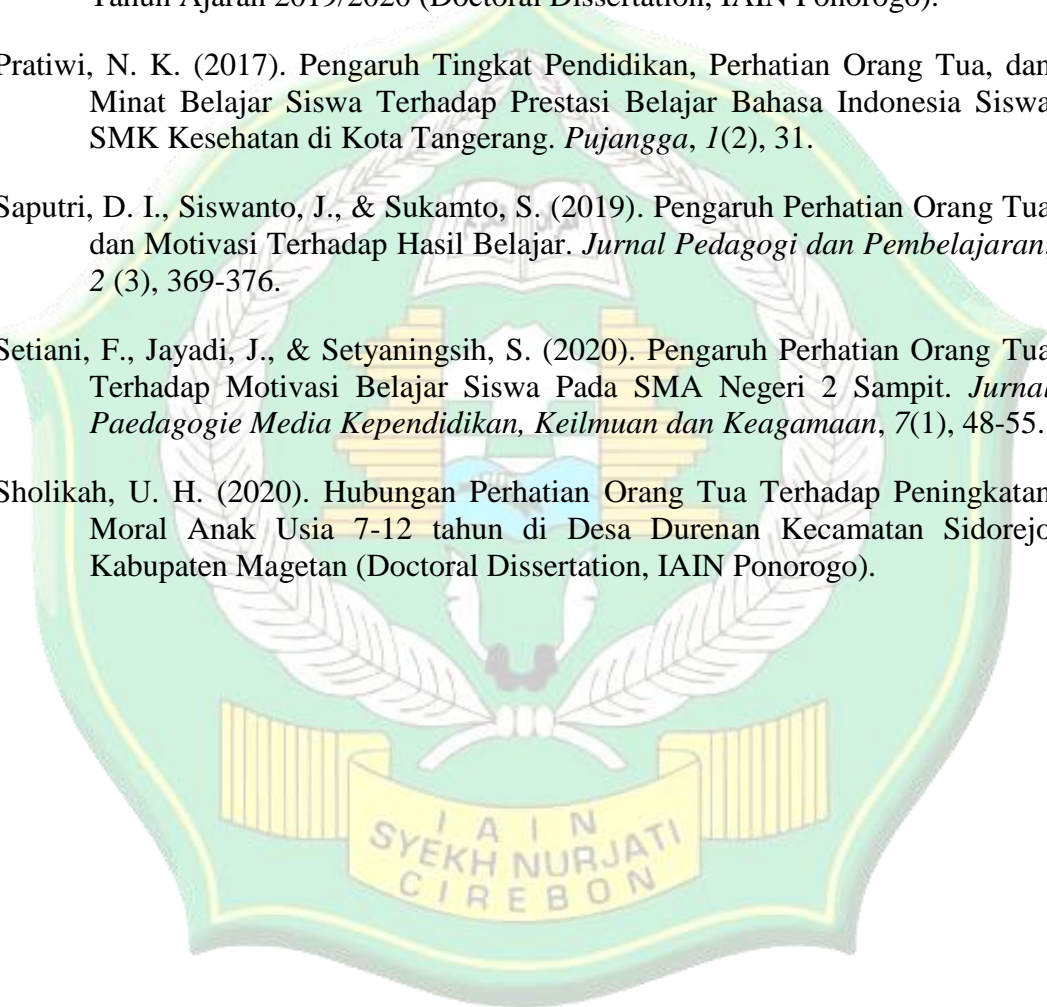 Tahun Ajaran 2019/2020 (Doctoral Dissertation, IAIN Ponorogo).
Pratiwi, N. K. (2017). Pengaruh Tingkat Pendidikan, Perhatian Orang Tua, dan
Minat Belajar Siswa Terhadap Prestasi Belajar Bahasa Indonesia Siswa
SMK Kesehatan di Kota Tangerang. Pujangga, 1(2), 31.
Saputri, D. I., Siswanto, J., & Sukamto, S. (2019). Pengaruh Perhatian Orang Tua
dan Motivasi Terhadap Hasil Belajar. Jurnal Pedagogi dan Pembelajaran,
2 (3), 369-376.
Setiani, F., Jayadi, J., & Setyaningsih, S. (2020). Pengaruh Perhatian Orang Tua
Terhadap Motivasi Belajar Siswa Pada SMA Negeri 2 Sampit. Jurnal
Paedagogie Media Kependidikan, Keilmuan dan Keagamaan, 7(1), 48-55.
Sholikah, U. H. (2020). Hubungan Perhatian Orang Tua Terhadap Peningkatan
Moral Anak Usia 7-12 tahun di Desa Durenan Kecamatan Sidorejo
Kabupaten Magetan (Doctoral Dissertation, IAIN Ponorogo).
IAIN
SYEKH NURJATI
CIREBON